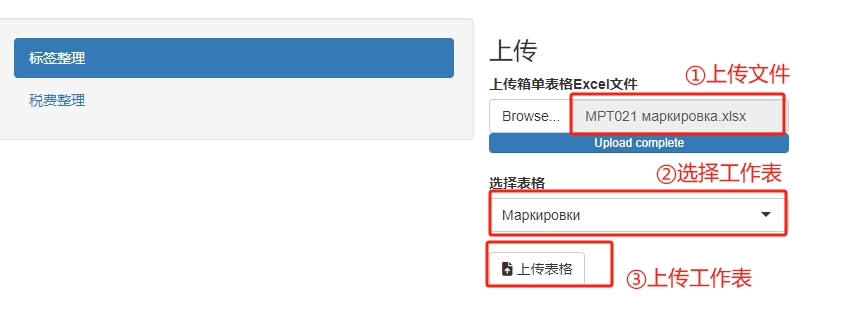 标签整理
税费整理
上传
上传箱单表格Excel文件
①上传文件
Browse...
MPT021 маркировка.xlsx
Upload complete
选择表格
②选择工作表
Маркировки
上传表格
③上传工作表